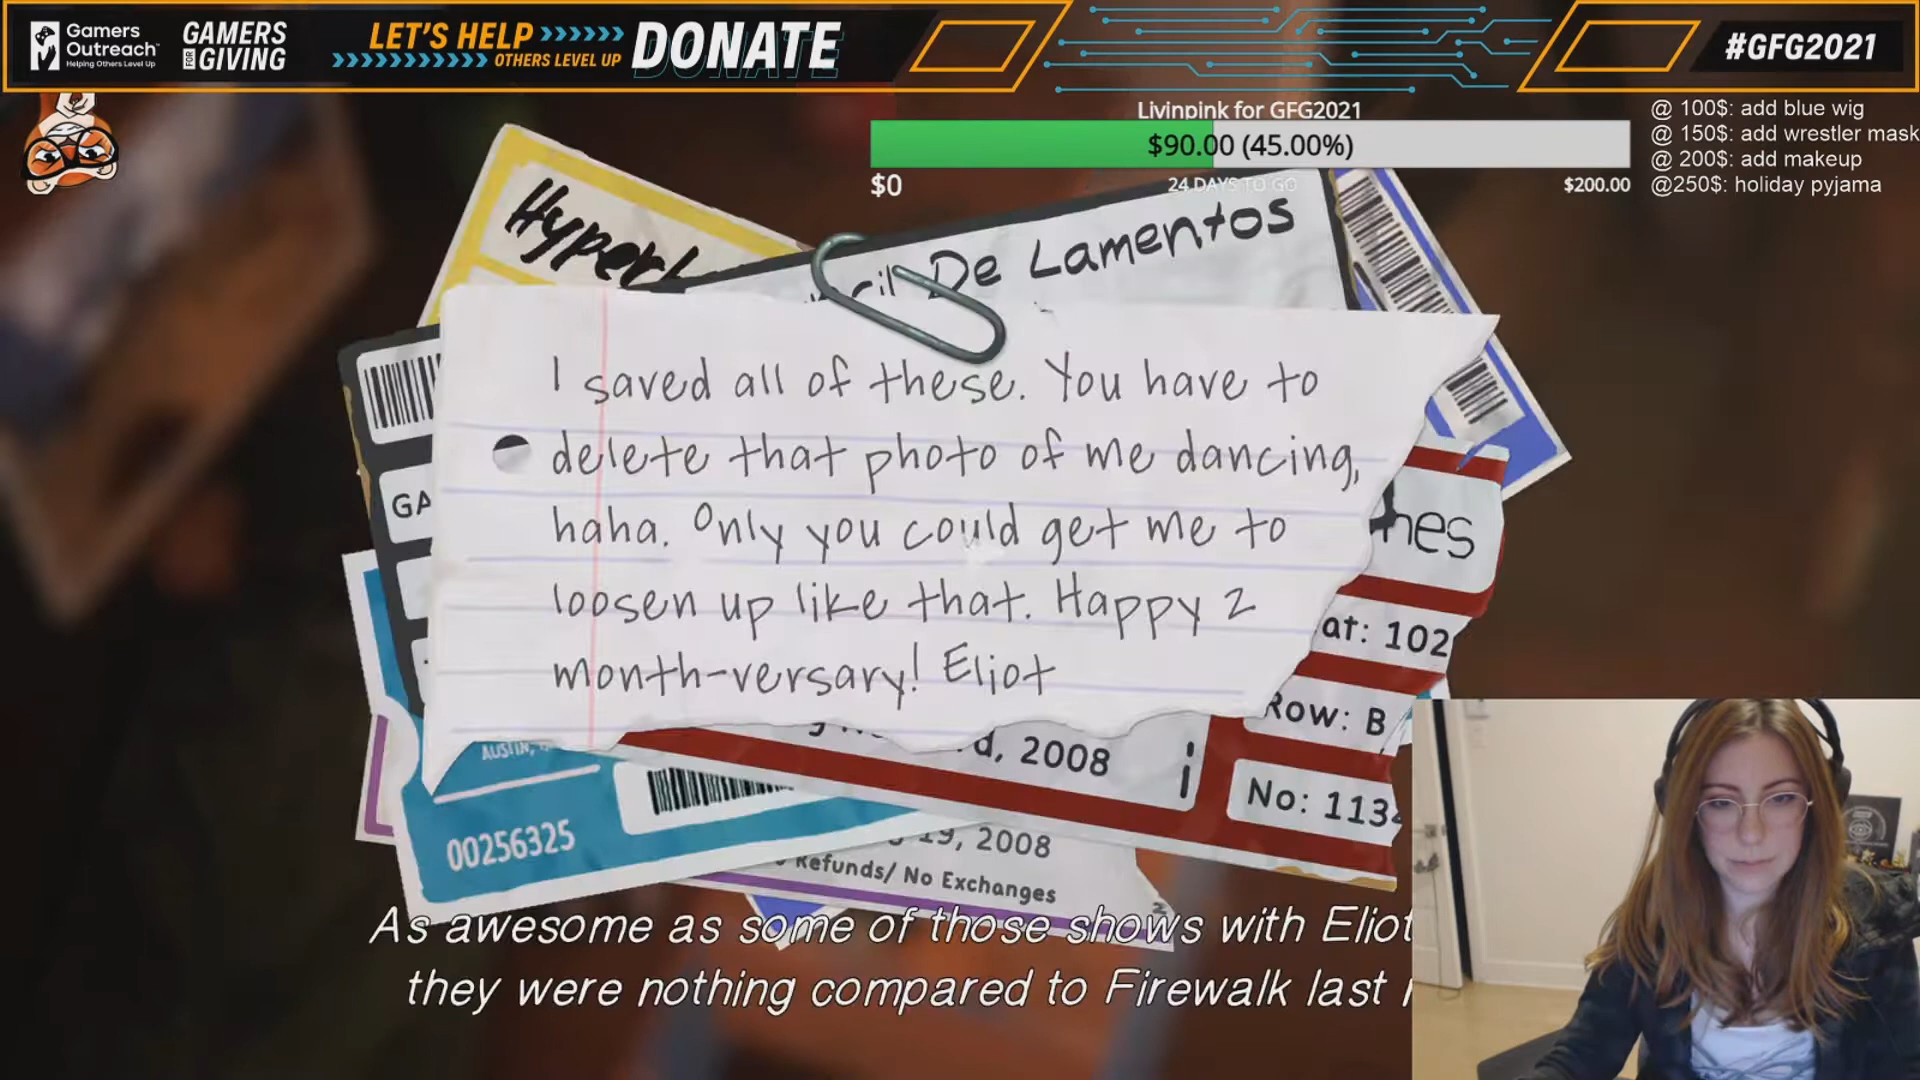 Gamers
Outreach
Helping Others Level Up
GAMERS
FOR GIVING
LET'S HELP
OTHERS LEVEL UP
DONATE
#GFG2021
Livinpink for GFG2021
$90.00 (45.00%)
$0
24 DAYS TO GO
$200.00
@ 100$: add blue wig
@ 150$: add wrestler mask
@ 200$: add makeup
@250$: holiday pyjama
De Lamentos
I saved all of these. You have to
delete that photo of me dancing,
haha. Only you could get me to
loosen up like that. Happy 2
month-versary! Eliot
GA
hes
at: 102
Row: B
No: 113
d, 2008
AUSTIN,
00256325
19, 2008
Refunds/ No Exchanges
As awesome as some of those shows with Eliot
they were nothing compared to Firewalk last